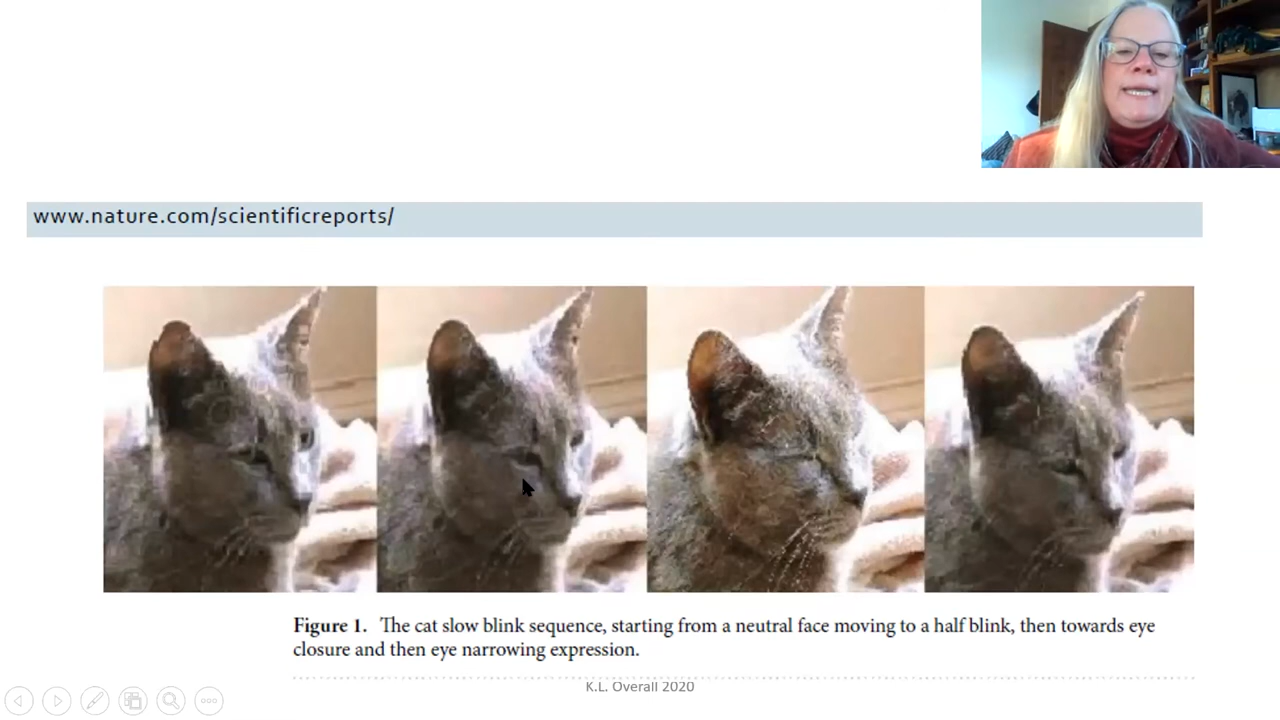 www.nature.com/scientificreports/
Figure 1. The cat slow blink sequence, starting from a neutral face moving to a half blink, then towards eye
closure and then eye narrowing expression.
K.L. Overall 2020